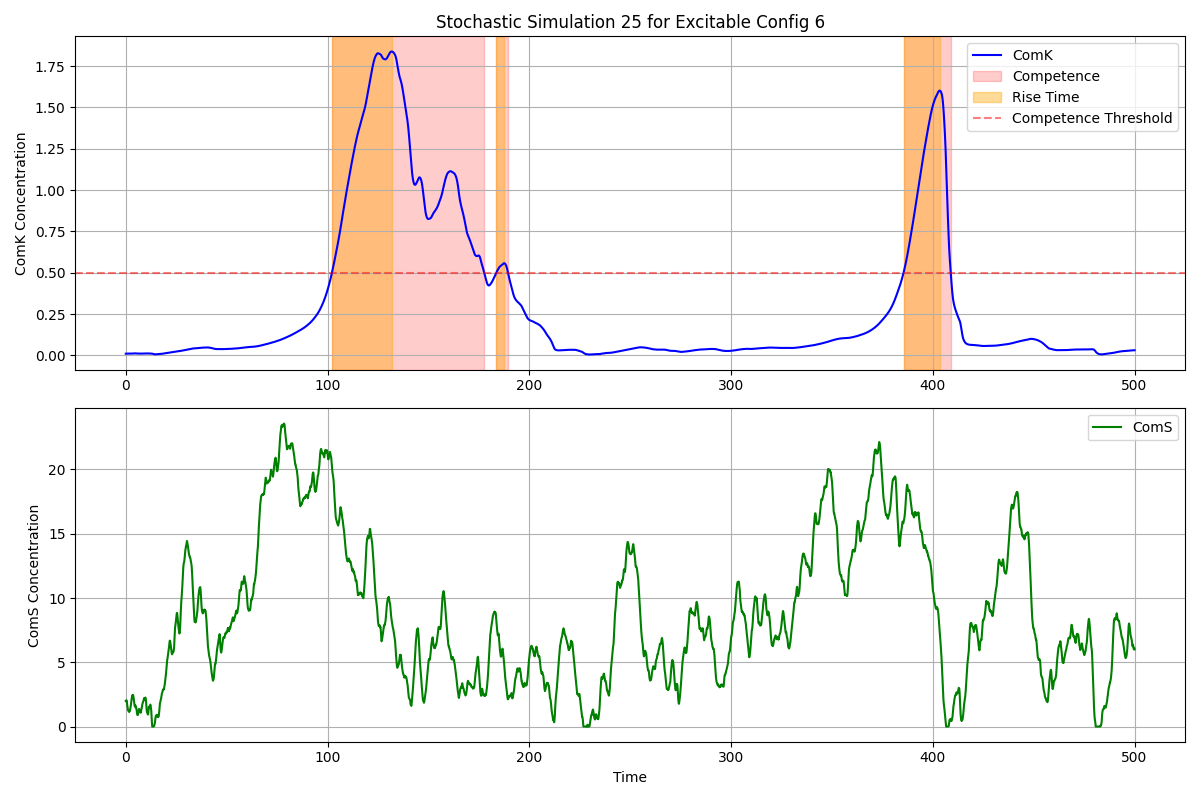 Stochastic Simulation 25 for Excitable Config 6
ComK Concentration
1.75
1.50
1.25
1.00
0.75
0.50
0.25
0.00
ComK
Competence
Rise Time
Competence Threshold
0 100 200 300 400 500
ComS Concentration
20
15
10
5
0
ComS
0 100 200 300 400 500
Time